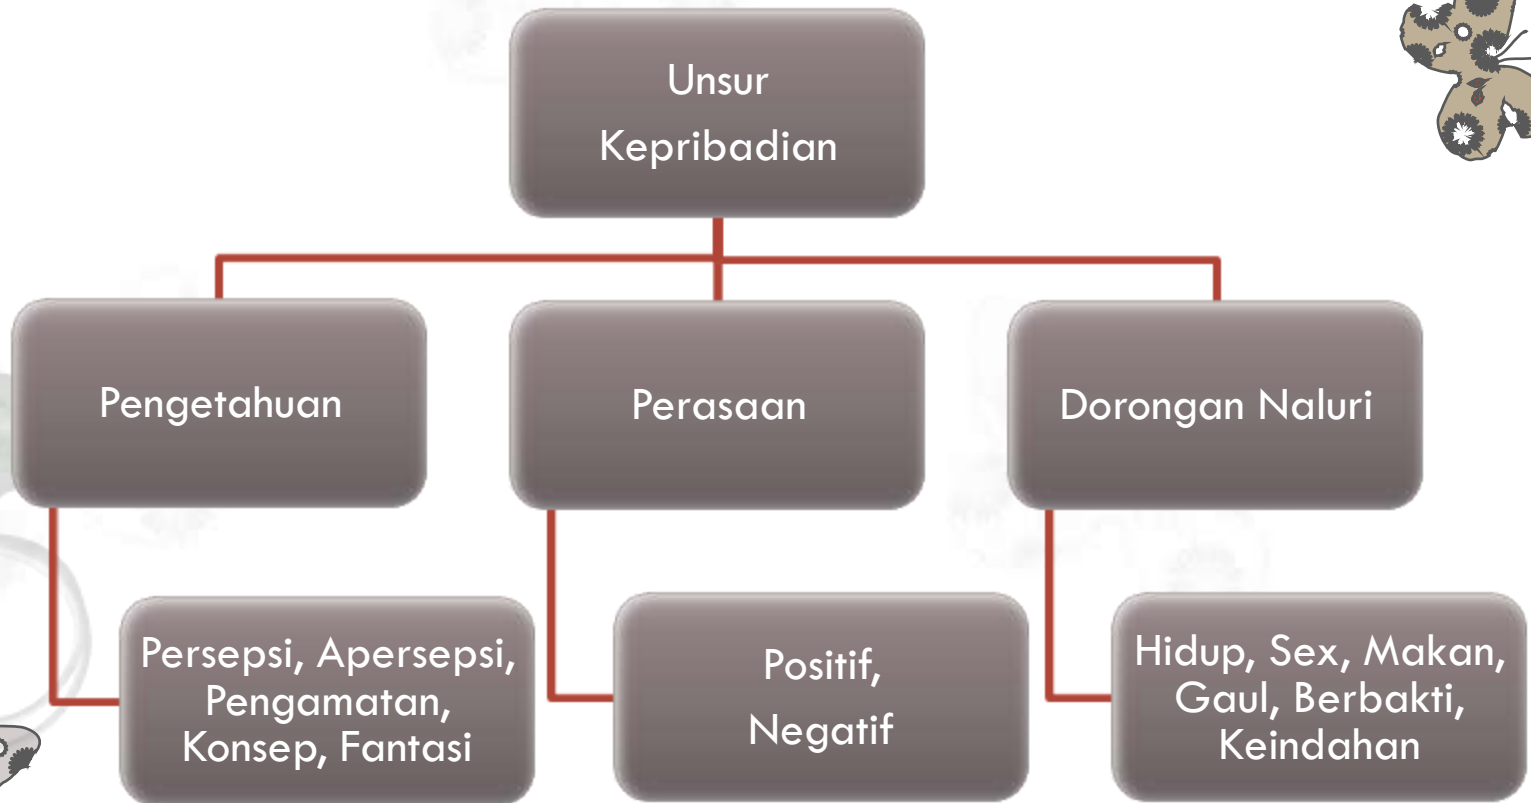 Unsur
Kepribadian
Pengetahuan
Perasaan
Dorongan Naluri
Persepsi, Apersepsi,
Pengamatan,
Konsep, Fantasi
Positif,
Negatif
Hidup, Sex, Makan,
Gaul, Berbakti,
Keindahan